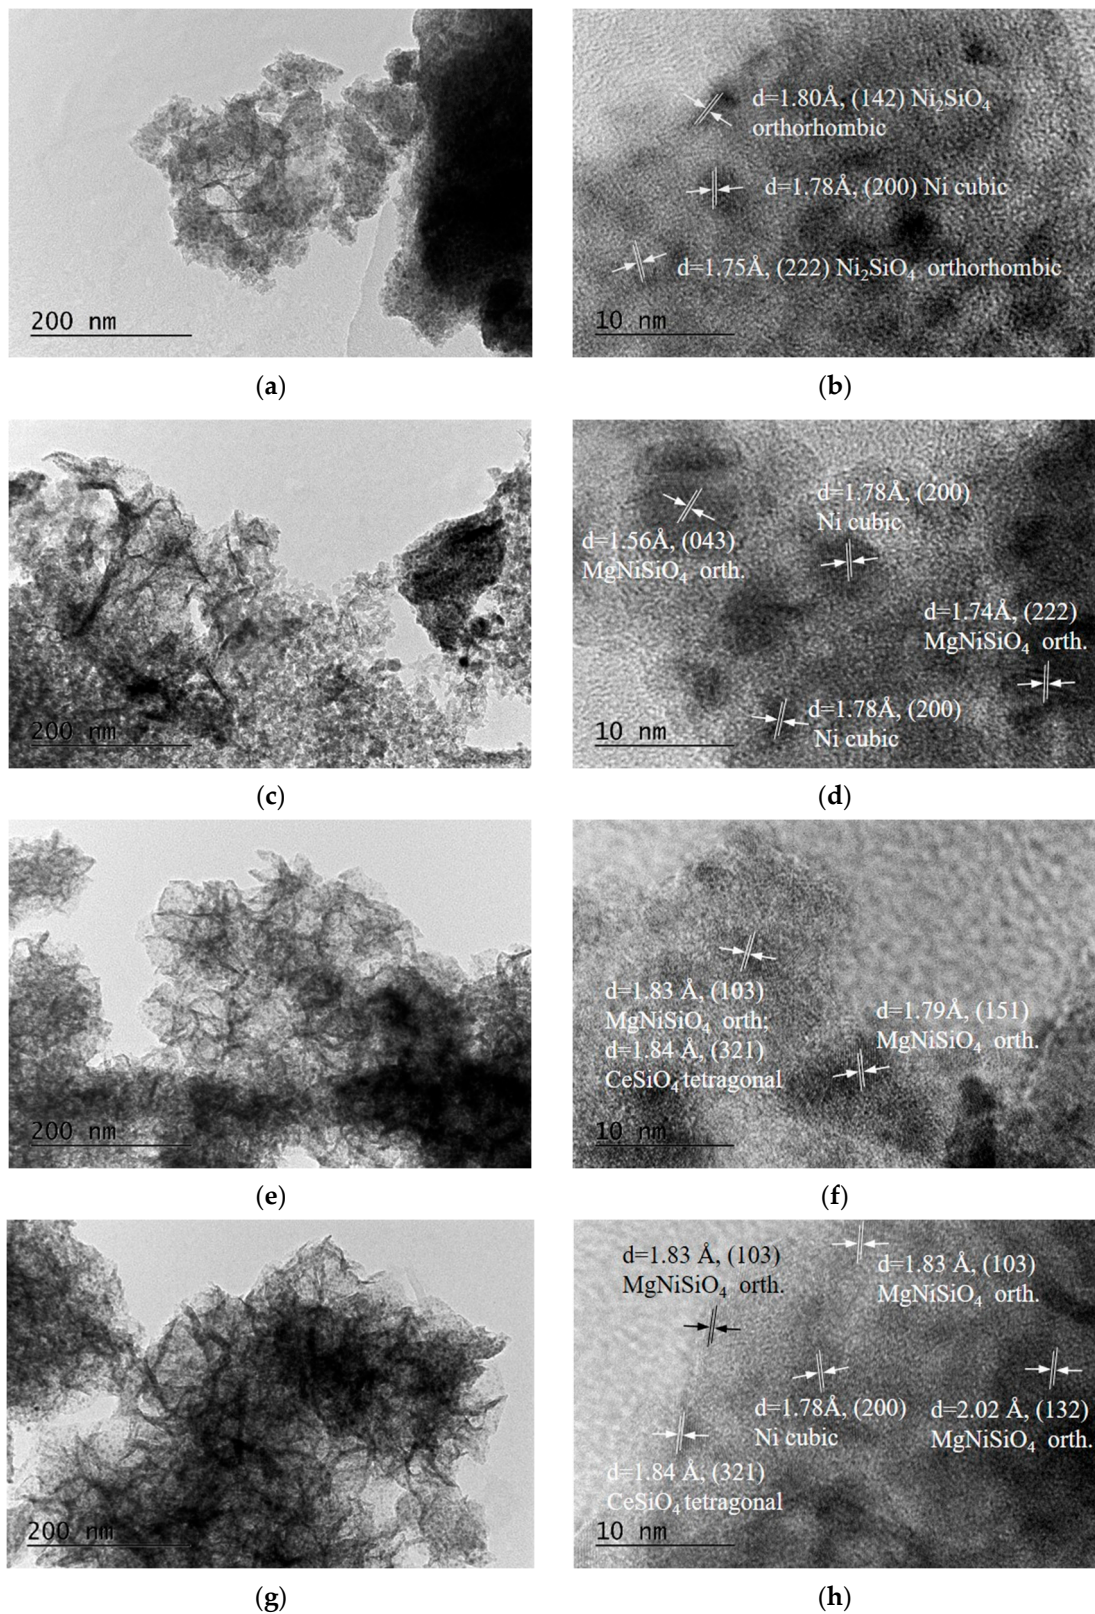 200 nm
d=1.80Å, (142) Ni₂SiO₄
orthorhombic
d=1.78Å, (200) Ni cubic
d=1.75Å, (222) Ni₂SiO₄ orthorhombic
10 nm
(a)
(b)
200 nm
d=1.78Å, (200)
Ni cubic
d=1.56Å, (043)
MgNiSiO₄ orth.
d=1.74Å, (222)
MgNiSiO₄ orth.
d=1.78Å, (200)
Ni cubic
10 nm
(c)
(d)
200 nm
d=1.83 Å, (103)
MgNiSiO₄ orth;
d=1.84 Å, (321)
CeSiO₄ tetragonal
d=1.79Å, (151)
MgNiSiO₄ orth.
10 nm
(e)
(f)
200 nm
d=1.83 Å, (103)
MgNiSiO₄ orth.
d=1.83 Å, (103)
MgNiSiO₄ orth.
d=1.78Å, (200)
Ni cubic
d=2.02 Å, (132)
MgNiSiO₄ orth.
d=1.84 Å, (321)
CeSiO₄ tetragonal
10 nm
(g)
(h)